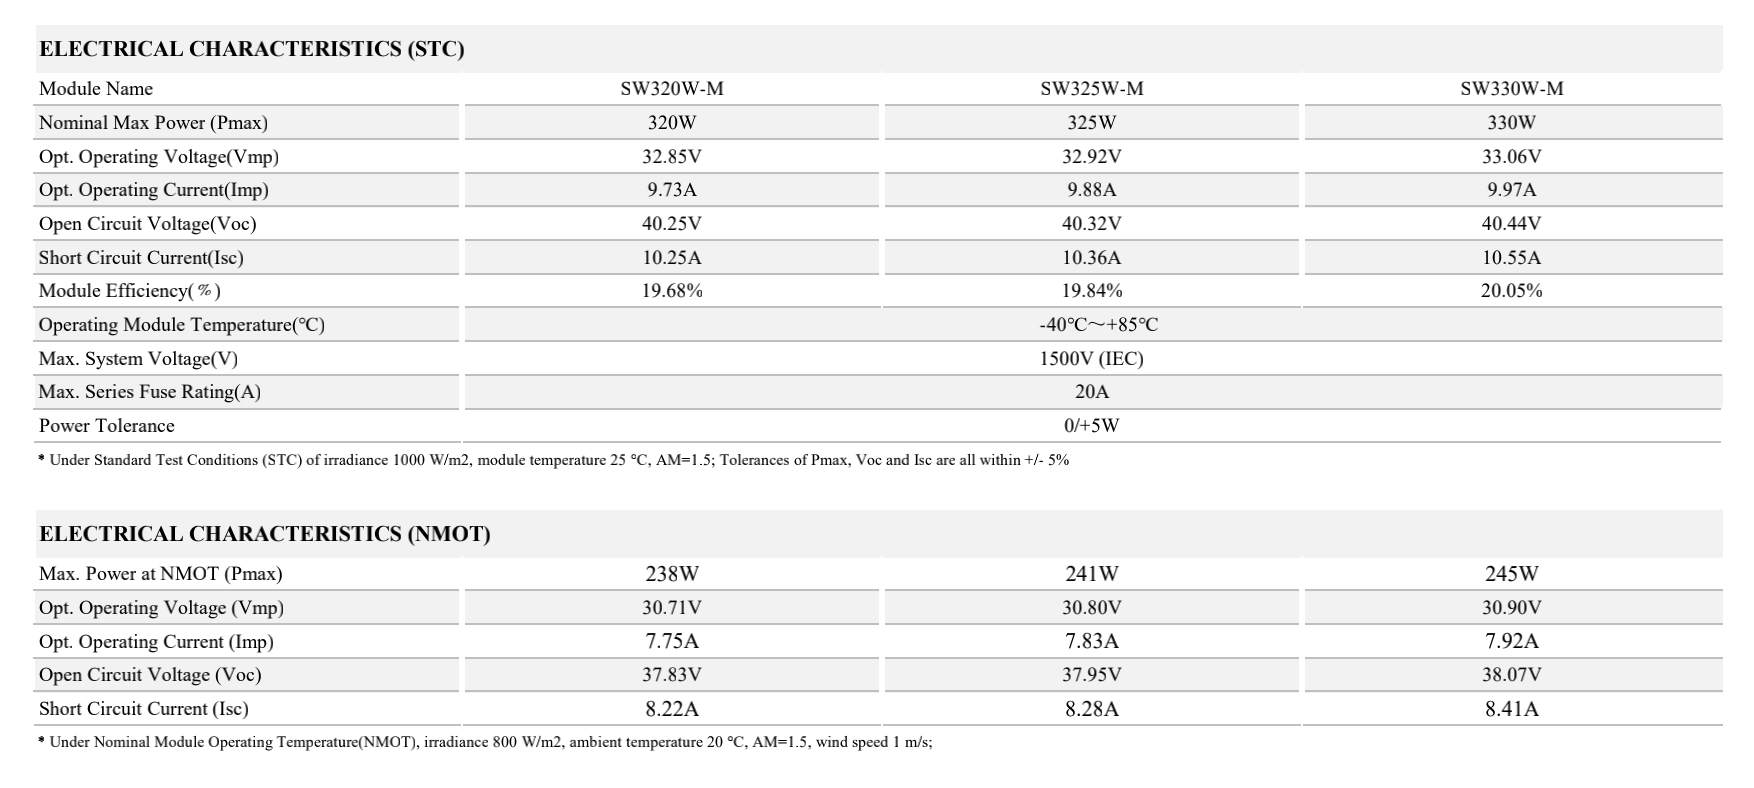 ELECTRICAL CHARACTERISTICS (STC)
Module Name SW320W-M SW325W-M SW330W-M
Nominal Max Power (Pmax) 320W 325W 330W
Opt. Operating Voltage(Vmp) 32.85V 32.92V 33.06V
Opt. Operating Current(Imp) 9.73A 9.88A 9.97A
Open Circuit Voltage(Voc) 40.25V 40.32V 40.44V
Short Circuit Current(Isc) 10.25A 10.36A 10.55A
Module Efficiency(%) 19.68% 19.84% 20.05%
Operating Module Temperature(℃) -40℃～+85℃
Max. System Voltage(V) 1500V (IEC)
Max. Series Fuse Rating(A) 20A
Power Tolerance 0/+5W
* Under Standard Test Conditions (STC) of irradiance 1000 W/m2, module temperature 25 ℃, AM=1.5; Tolerances of Pmax, Voc and Isc are all within +/- 5%
ELECTRICAL CHARACTERISTICS (NMOT)
Max. Power at NMOT (Pmax) 238W 241W 245W
Opt. Operating Voltage (Vmp) 30.71V 30.80V 30.90V
Opt. Operating Current (Imp) 7.75A 7.83A 7.92A
Open Circuit Voltage (Voc) 37.83V 37.95V 38.07V
Short Circuit Current (Isc) 8.22A 8.28A 8.41A
* Under Nominal Module Operating Temperature(NMOT), irradiance 800 W/m2, ambient temperature 20 ℃, AM=1.5, wind speed 1 m/s;